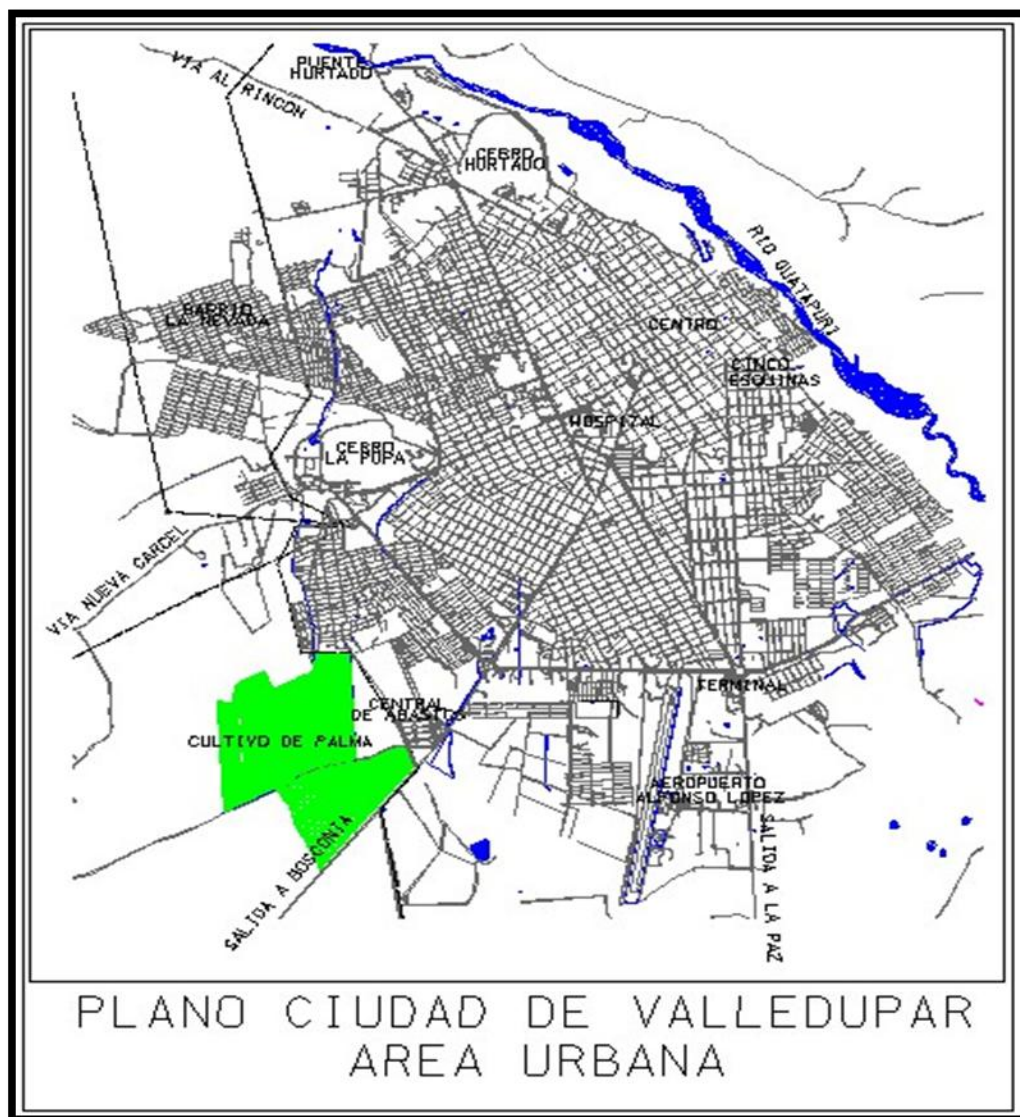 PUENTE
HURTADO
VIA AL RINCON
CERRO
HURTADO
RIO GUATAPURI
BARRIO
LA NEVADA
CENTRO
CINCO
ESQUINAS
HOSPITAL
CERRO
LA POPA
VIA NUEVA CARCEL
TERMINAL
CENTRAL
DE ABASTOS
CULTIVO DE PALMA
AEROPUERTO
ALFONSO LOPEZ
SALIDA A BOSCONIA
SALIDA A LA PAZ
PLANO CIUDAD DE VALLEDUPAR
AREA URBANA